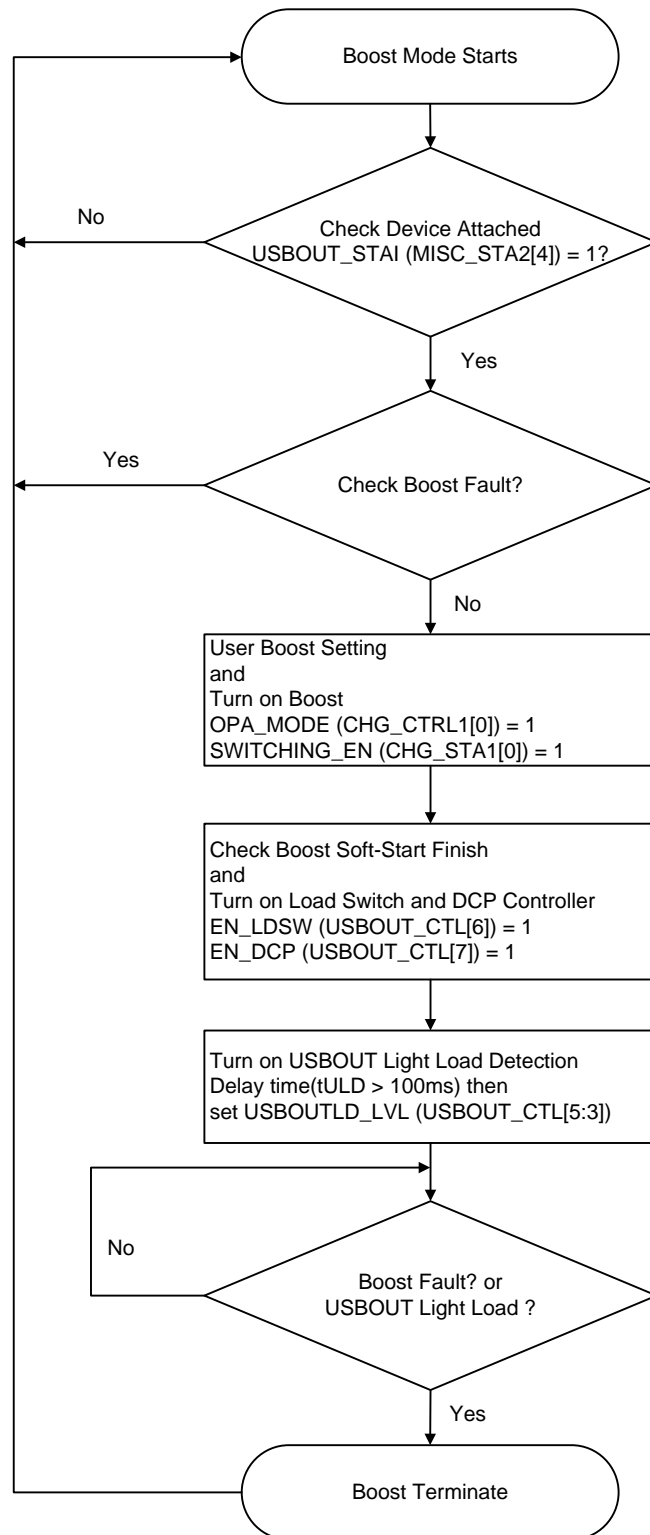 Boost Mode Starts
No
Check Device Attached
USBOUT_STAI (MISC_STA2[4]) = 1?
Yes
Yes
Check Boost Fault?
No
User Boost Setting
and
Turn on Boost
OPA_MODE (CHG_CTRL1[0]) = 1
SWITCHING_EN (CHG_STA1[0]) = 1
Check Boost Soft-Start Finish
and
Turn on Load Switch and DCP Controller
EN_LDSW (USBOUT_CTL[6]) = 1
EN_DCP (USBOUT_CTL[7]) = 1
Turn on USBOUT Light Load Detection
Delay time(tULD > 100ms) then
set USBOUTLD_LVL (USBOUT_CTL[5:3])
No
Boost Fault? or
USBOUT Light Load ?
Yes
Boost Terminate